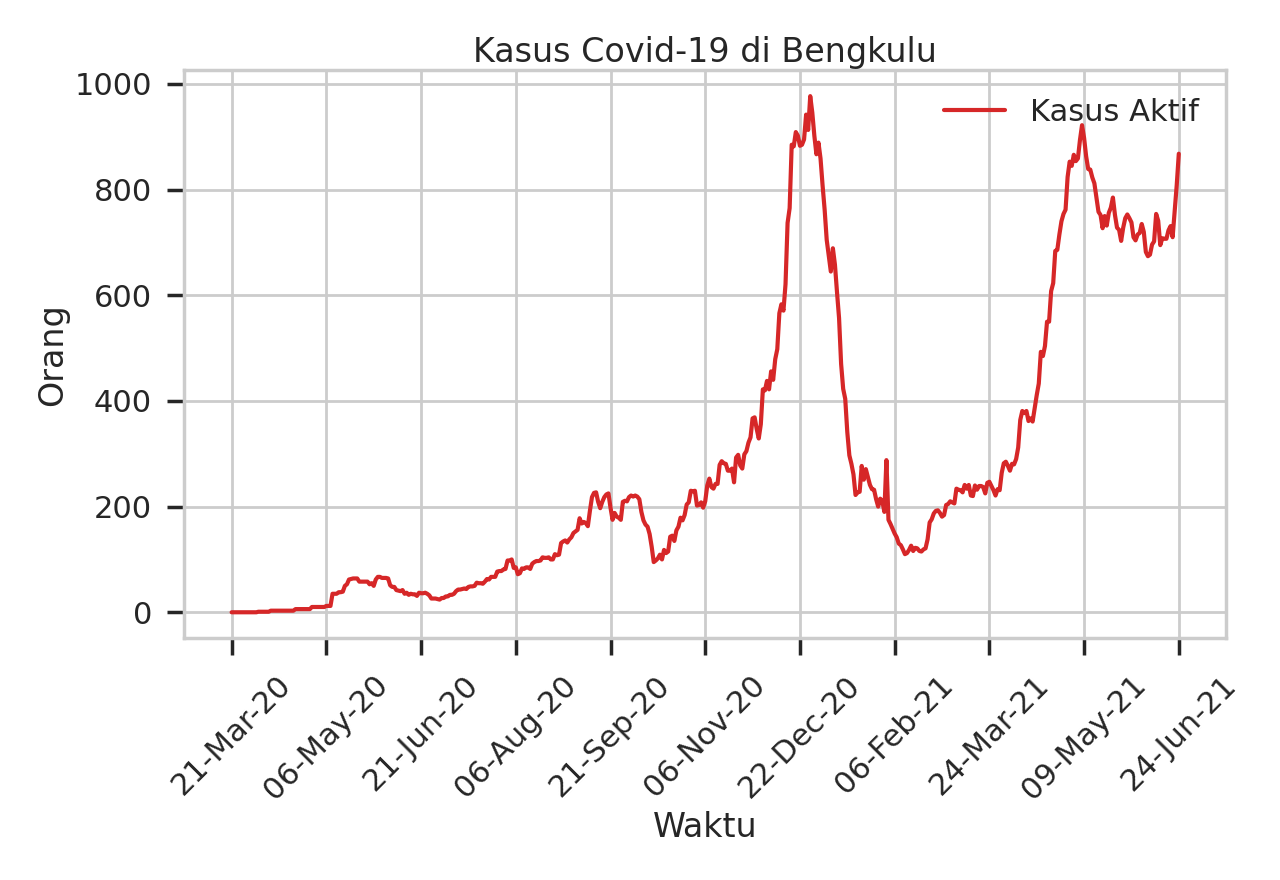 Kasus Covid-19 di Bengkulu
Kasus Aktif
1000
800
600
400
200
0
Orang
21-Mar-20
06-May-20
21-Jun-20
06-Aug-20
21-Sep-20
06-Nov-20
22-Dec-20
06-Feb-21
24-Mar-21
09-May-21
24-Jun-21
Waktu